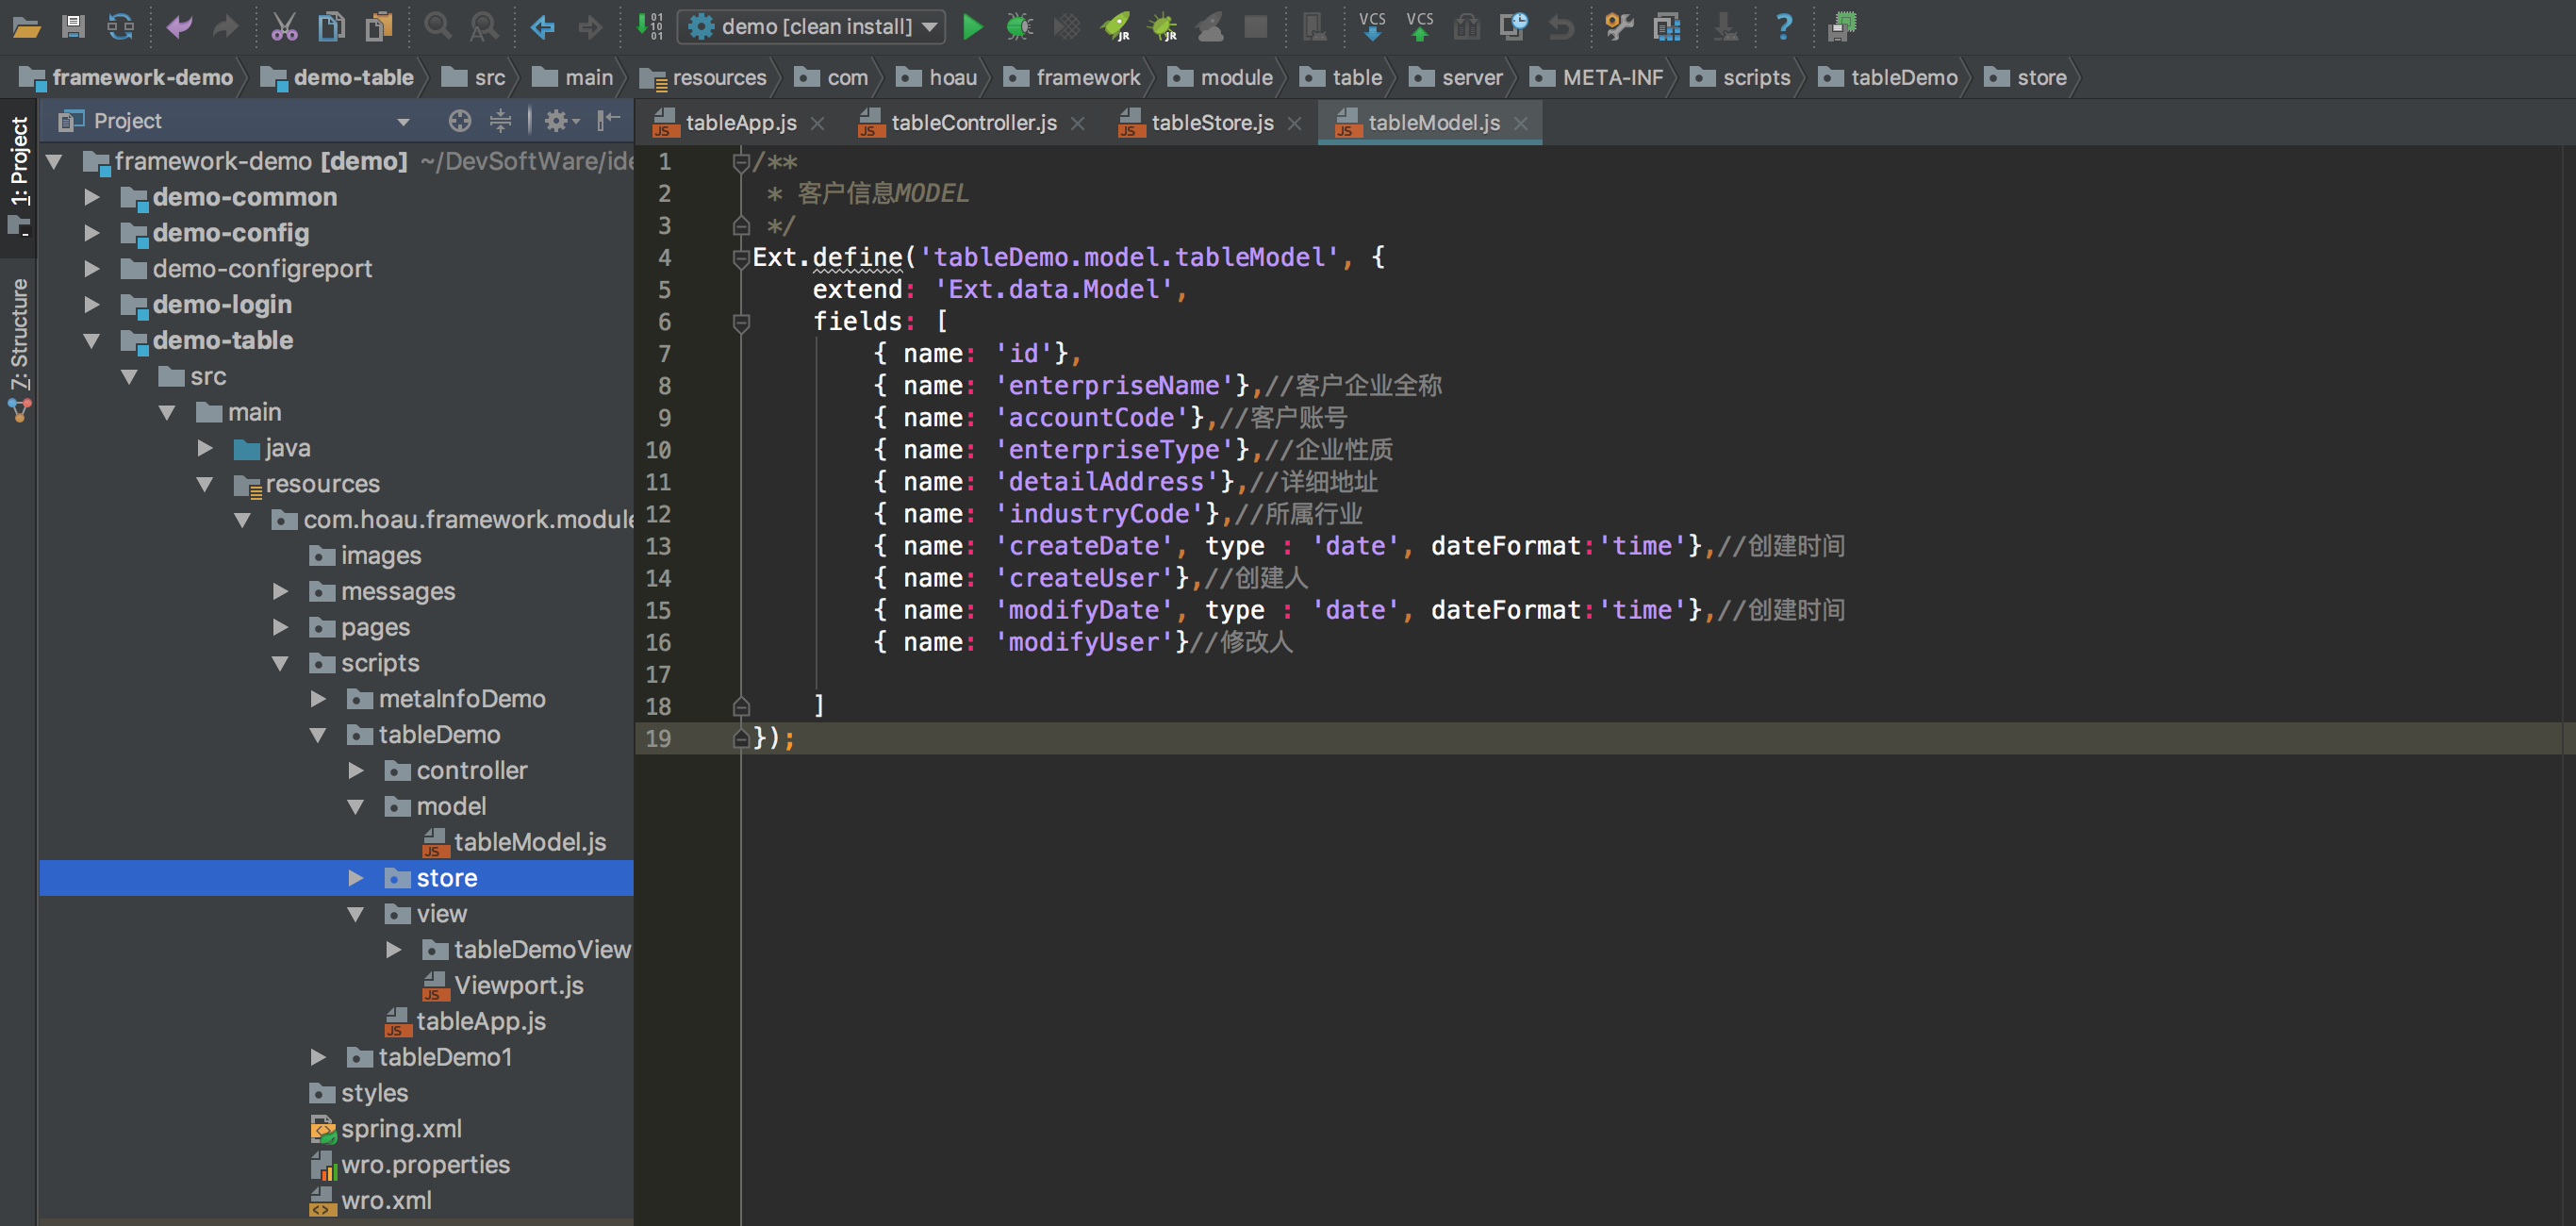 demo [clean install]
VCS VCS
framework-demo demo-table src main resources com hoau framework module table server META-INF scripts tableDemo store
1: Project
Z: Structure
Project
framework-demo [demo] ~/DevSoftWare/ide
demo-common
demo-config
demo-configreport
demo-login
demo-table
src
main
java
resources
com.hoau.framework.module
images
messages
pages
scripts
metaInfoDemo
tableDemo
controller
model
tableModel.js
store
view
tableDemoView
Viewport.js
tableApp.js
tableDemo1
styles
spring.xml
wro.properties
wro.xml
tableApp.js tableController.js tableStore.js tableModel.js
1 /**
2  * 客户信息MODEL
3  */
4 Ext.define('tableDemo.model.tableModel', {
5     extend: 'Ext.data.Model',
6     fields: [
7         { name: 'id'},
8         { name: 'enterpriseName'},//客户企业全称
9         { name: 'accountCode'},//客户账号
10         { name: 'enterpriseType'},//企业性质
11         { name: 'detailAddress'},//详细地址
12         { name: 'industryCode'},//所属行业
13         { name: 'createDate', type : 'date', dateFormat:'time'},//创建时间
14         { name: 'createUser'},//创建人
15         { name: 'modifyDate', type : 'date', dateFormat:'time'},//创建时间
16         { name: 'modifyUser'}//修改人
17
18     ]
19 });